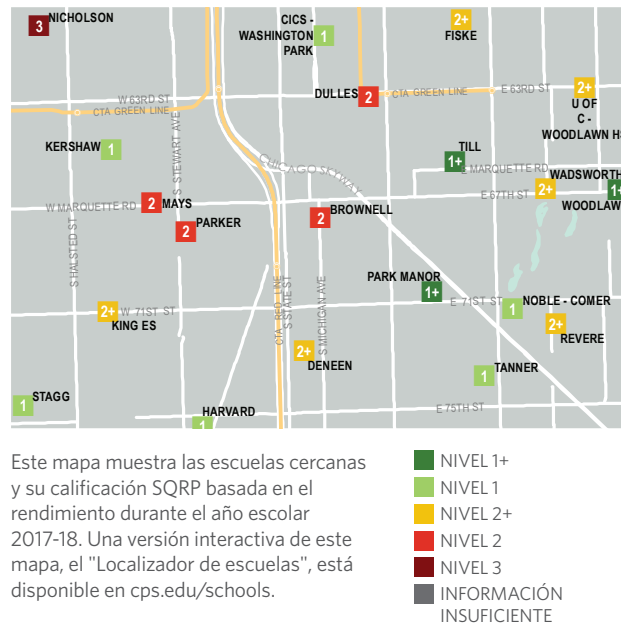 3
NICHOLSON
CICS -
WASHINGTON
PARK
1
2+
FISKE
DULLES
2
CTA GREEN LINE
E 63RD ST
2+
U OF
C -
WOODLAWN HS
W 63RD ST
CTA GREEN LINE
KERSHAW
1
S STEWART AVE
CHICAGO SKYWAY
TILL
1+
E MARQUETTE RD
WADSWORTH
2+
E 67TH ST
1+
WOODLAW
W MARQUETTE RD
2
MAYS
2
PARKER
2
BROWNELL
S HALSTED ST
CTA RED LINE
S STATE ST
S MICHIGAN AVE
PARK MANOR
1+
E 71ST ST
1
NOBLE - COMER
2+
W 71ST ST
KING ES
2+
REVERE
2+
DENEEN
1
TANNER
STAGG
1
HARVARD
1
E 75TH ST
Este mapa muestra las escuelas cercanas
y su calificación SQRP basada en el
rendimiento durante el año escolar
2017-18. Una versión interactiva de este
mapa, el "Localizador de escuelas", está
disponible en cps.edu/schools.
NIVEL 1+
NIVEL 1
NIVEL 2+
NIVEL 2
NIVEL 3
INFORMACIÓN
INSUFICIENTE